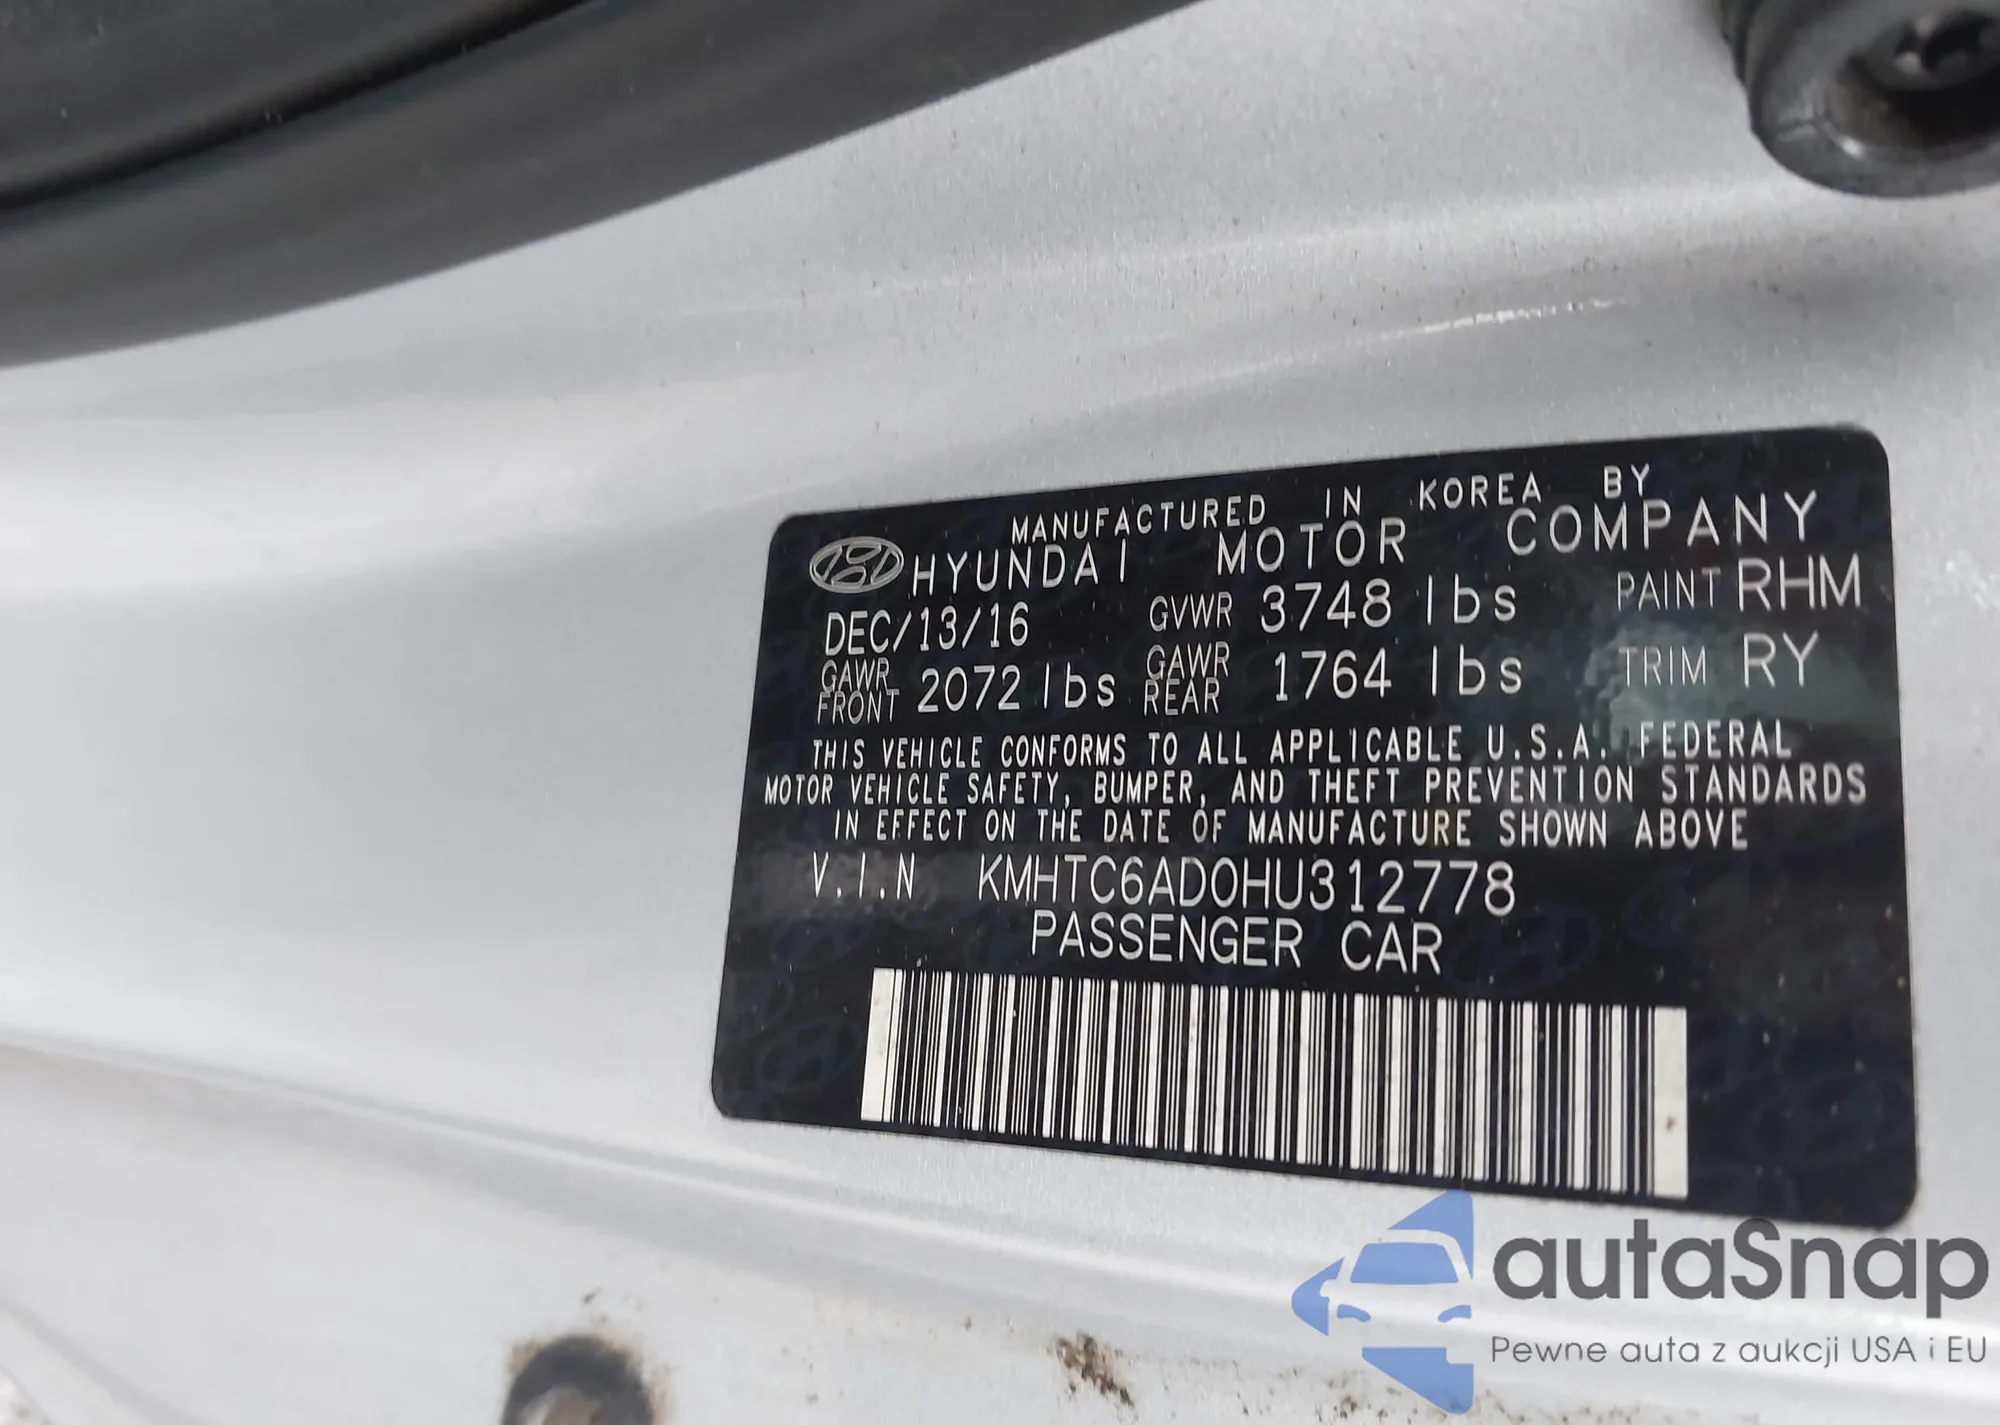 MANUFACTURED IN KOREA BY
HYUNDAI MOTOR COMPANY
DEC/13/16 GVWR 3748 lbs PAINT RHM
GAWR FRONT 2072 lbs GAWR REAR 1764 lbs TRIM RY
THIS VEHICLE CONFORMS TO ALL APPLICABLE U.S.A. FEDERAL
MOTOR VEHICLE SAFETY, BUMPER, AND THEFT PREVENTION STANDARDS
IN EFFECT ON THE DATE OF MANUFACTURE SHOWN ABOVE
V.I.N KMHTC6AD0HU312778
PASSENGER CAR
autaSnap
Pewne auta z aukcji USA i EU